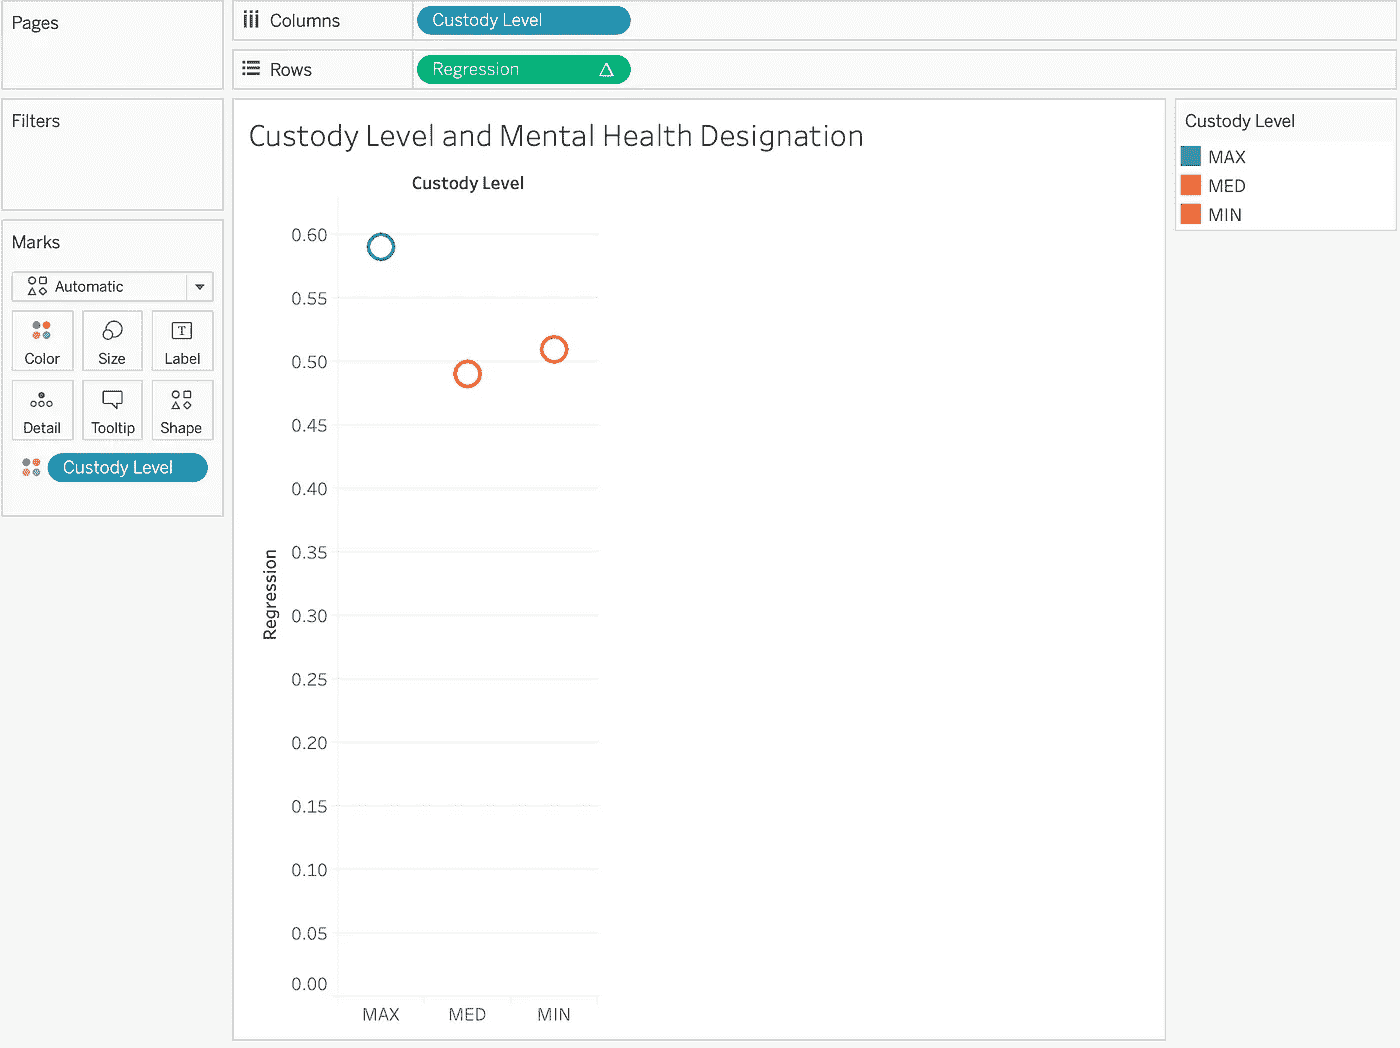 Pages
Columns
Custody Level
Rows
Regression
Filters
Marks
Automatic
Color
Size
Label
Detail
Tooltip
Shape
Custody Level
Custody Level and Mental Health Designation
Custody Level
0.60
0.55
0.50
0.45
0.40
0.35
0.30
0.25
0.20
0.15
0.10
0.05
0.00
Regression
MAX MED MIN
Custody Level
MAX
MED
MIN